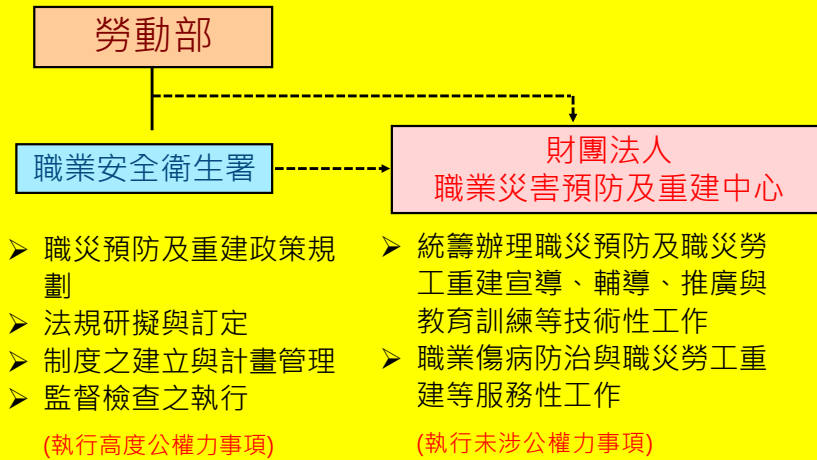 勞動部
職業安全衛生署
財團法人
職業災害預防及重建中心
➢ 職災預防及重建政策規
劃
➢ 法規研擬與訂定
➢ 制度之建立與計畫管理
➢ 監督檢查之執行
(執行高度公權力事項)
➢ 統籌辦理職災預防及職災勞
工重建宣導、輔導、推廣與
教育訓練等技術性工作
➢ 職業傷病防治與職災勞工重
建等服務性工作
(執行未涉公權力事項)